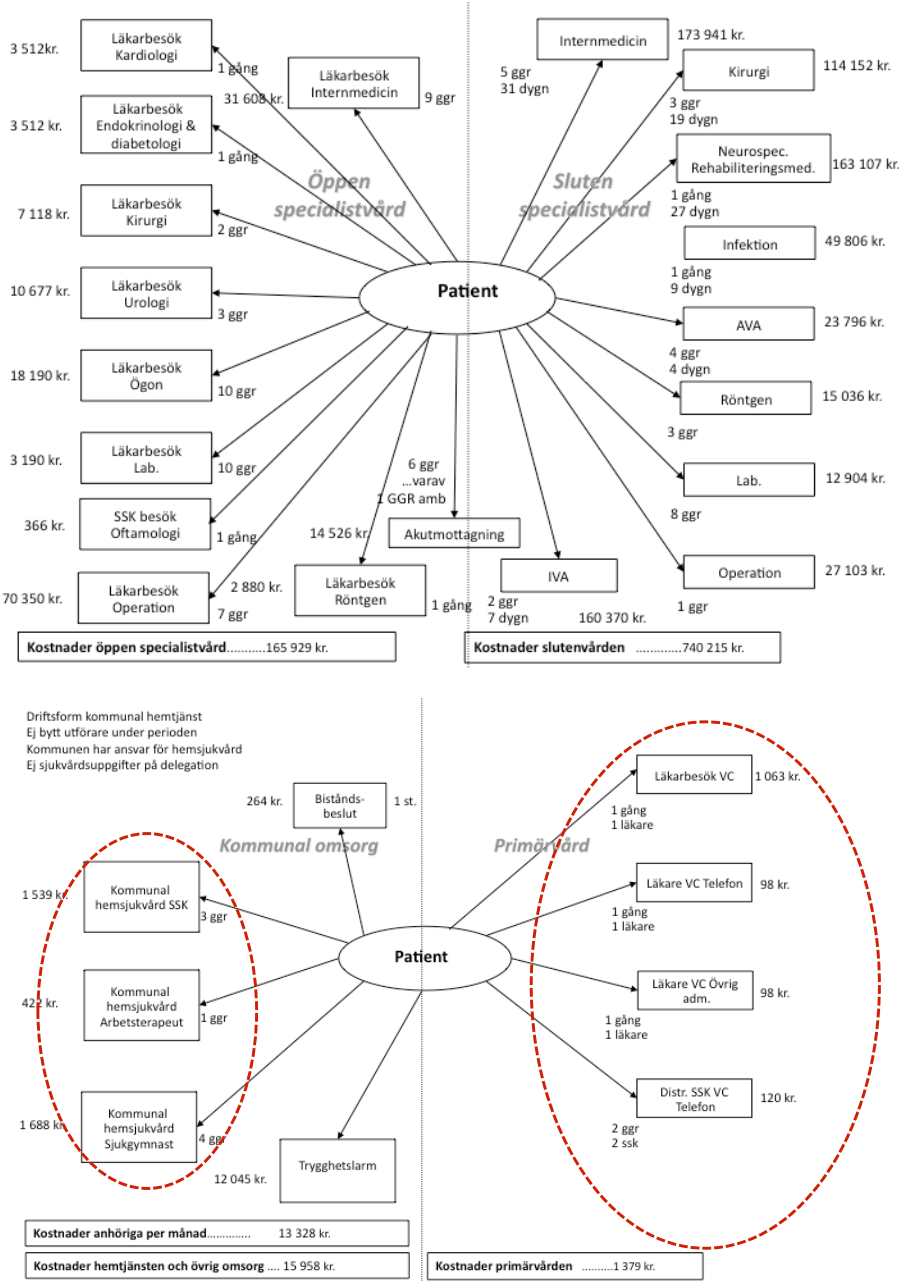 3 512kr.
Läkarbesök
Kardiologi
1 gång
31 608 kr.
Läkarbesök
Internmedicin
9 ggr
3 512 kr.
Läkarbesök
Endokrinologi &
diabetologi
1 gång
Öppen
specialistvård
7 118 kr.
Läkarbesök
Kirurgi
2 ggr
10 677 kr.
Läkarbesök
Urologi
3 ggr
18 190 kr.
Läkarbesök
Ögon
10 ggr
3 190 kr.
Läkarbesök
Lab.
10 ggr
366 kr.
SSK besök
Oftamologi
1 gång
70 350 kr.
Läkarbesök
Operation
7 ggr
2 880 kr.
14 526 kr.
Läkarbesök
Röntgen
1 gång
6 ggr
...varav
1 GGR amb
Akutmottagning
Patient
Internmedicin
173 941 kr.
5 ggr
31 dygn
Kirurgi
114 152 kr.
3 ggr
19 dygn
Sluten
specialistvård
Neurospec.
Rehabiliteringsmed.
163 107 kr.
1 gång
27 dygn
Infektion
49 806 kr.
1 gång
9 dygn
AVA
23 796 kr.
4 ggr
4 dygn
Röntgen
15 036 kr.
3 ggr
Lab.
12 904 kr.
8 ggr
Operation
27 103 kr.
1 ggr
IVA
2 ggr
7 dygn
160 370 kr.
Kostnader öppen specialistvård...........165 929 kr.
Kostnader slutenvården .............740 215 kr.
Driftsform kommunal hemtjänst
Ej bytt utförare under perioden
Kommunen har ansvar för hemsjukvård
Ej sjukvårdsuppgifter på delegation
264 kr.
Bistånds-
beslut
1 st.
Kommunal omsorg
1 539 kr.
Kommunal
hemsjukvård SSK
3 ggr
422 kr.
Kommunal
hemsjukvård
Arbetsterapeut
1 ggr
1 688 kr.
Kommunal
hemsjukvård
Sjukgymnast
4 ggr
12 045 kr.
Trygghetslarm
Patient
Primärvård
Läkarbesök VC
1 063 kr.
1 gång
1 läkare
Läkare VC Telefon
98 kr.
1 gång
1 läkare
Läkare VC Övrig
adm.
98 kr.
1 gång
1 läkare
Distr. SSK VC
Telefon
120 kr.
2 ggr
2 ssk
Kostnader anhöriga per månad............. 13 328 kr.
Kostnader hemtjänsten och övrig omsorg .... 15 958 kr.
Kostnader primärvården ..........1 379 kr.